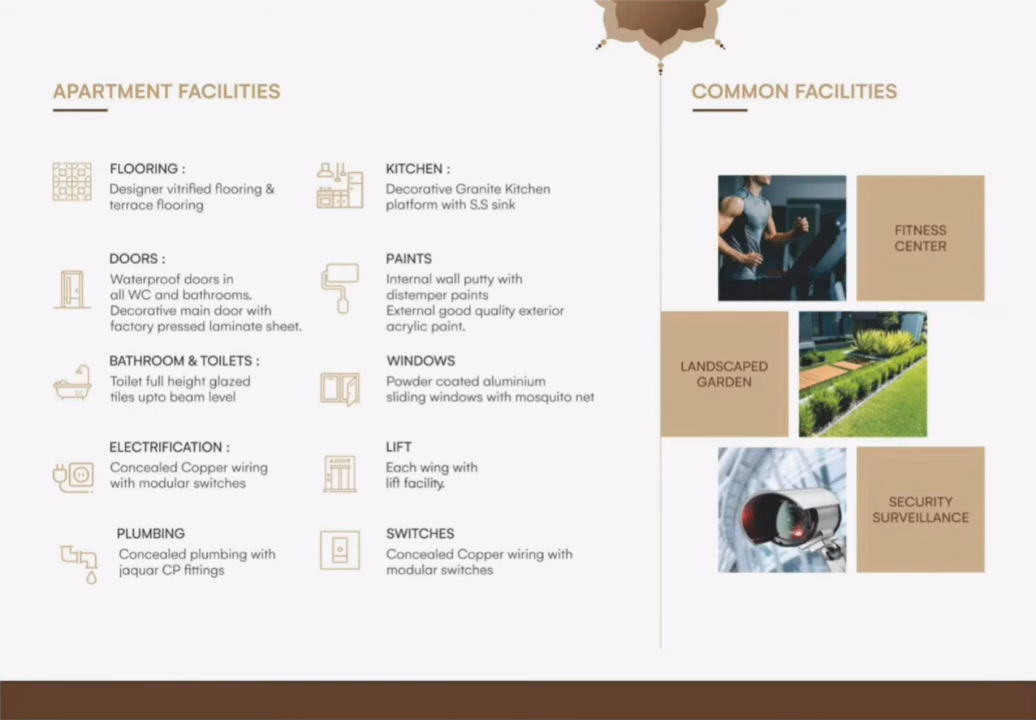 APARTMENT FACILITIES
FLOORING :
Designer vitrified flooring &
terrace flooring
DOORS :
Waterproof doors in
all WC and bathrooms.
Decorative main door with
factory pressed laminate sheet.
BATHROOM & TOILETS :
Toilet full height glazed
tiles upto beam level
ELECTRIFICATION :
Concealed Copper wiring
with modular switches
PLUMBING
Concealed plumbing with
jaquar CP fittings
KITCHEN :
Decorative Granite Kitchen
platform with S.S sink
PAINTS
Internal wall putty with
distemper paints
External good quality exterior
acrylic paint.
WINDOWS
Powder coated aluminium
sliding windows with mosquito net
LIFT
Each wing with
lift facility.
SWITCHES
Concealed Copper wiring with
modular switches
COMMON FACILITIES
FITNESS
CENTER
LANDSCAPED
GARDEN
SECURITY
SURVEILLANCE